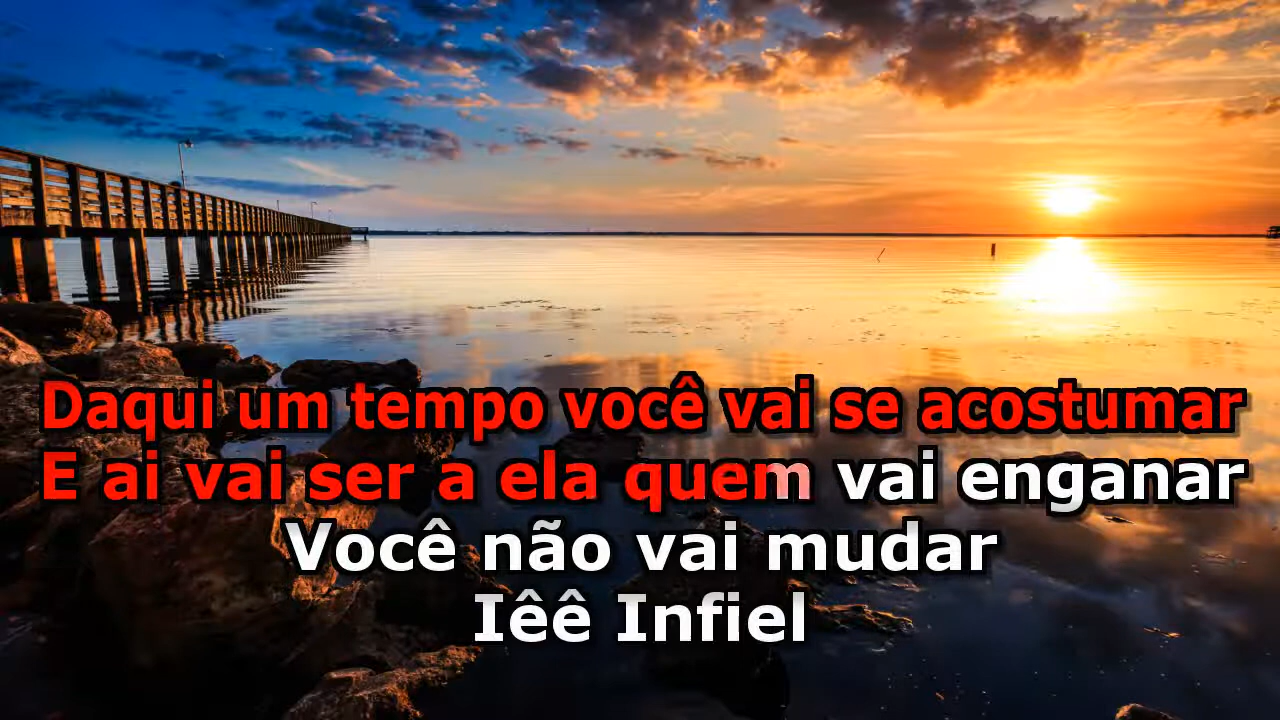 Daqui um tempo você vai se acostumar
E ai vai ser a ela quem vai enganar
Você não vai mudar
Iêê Infiel